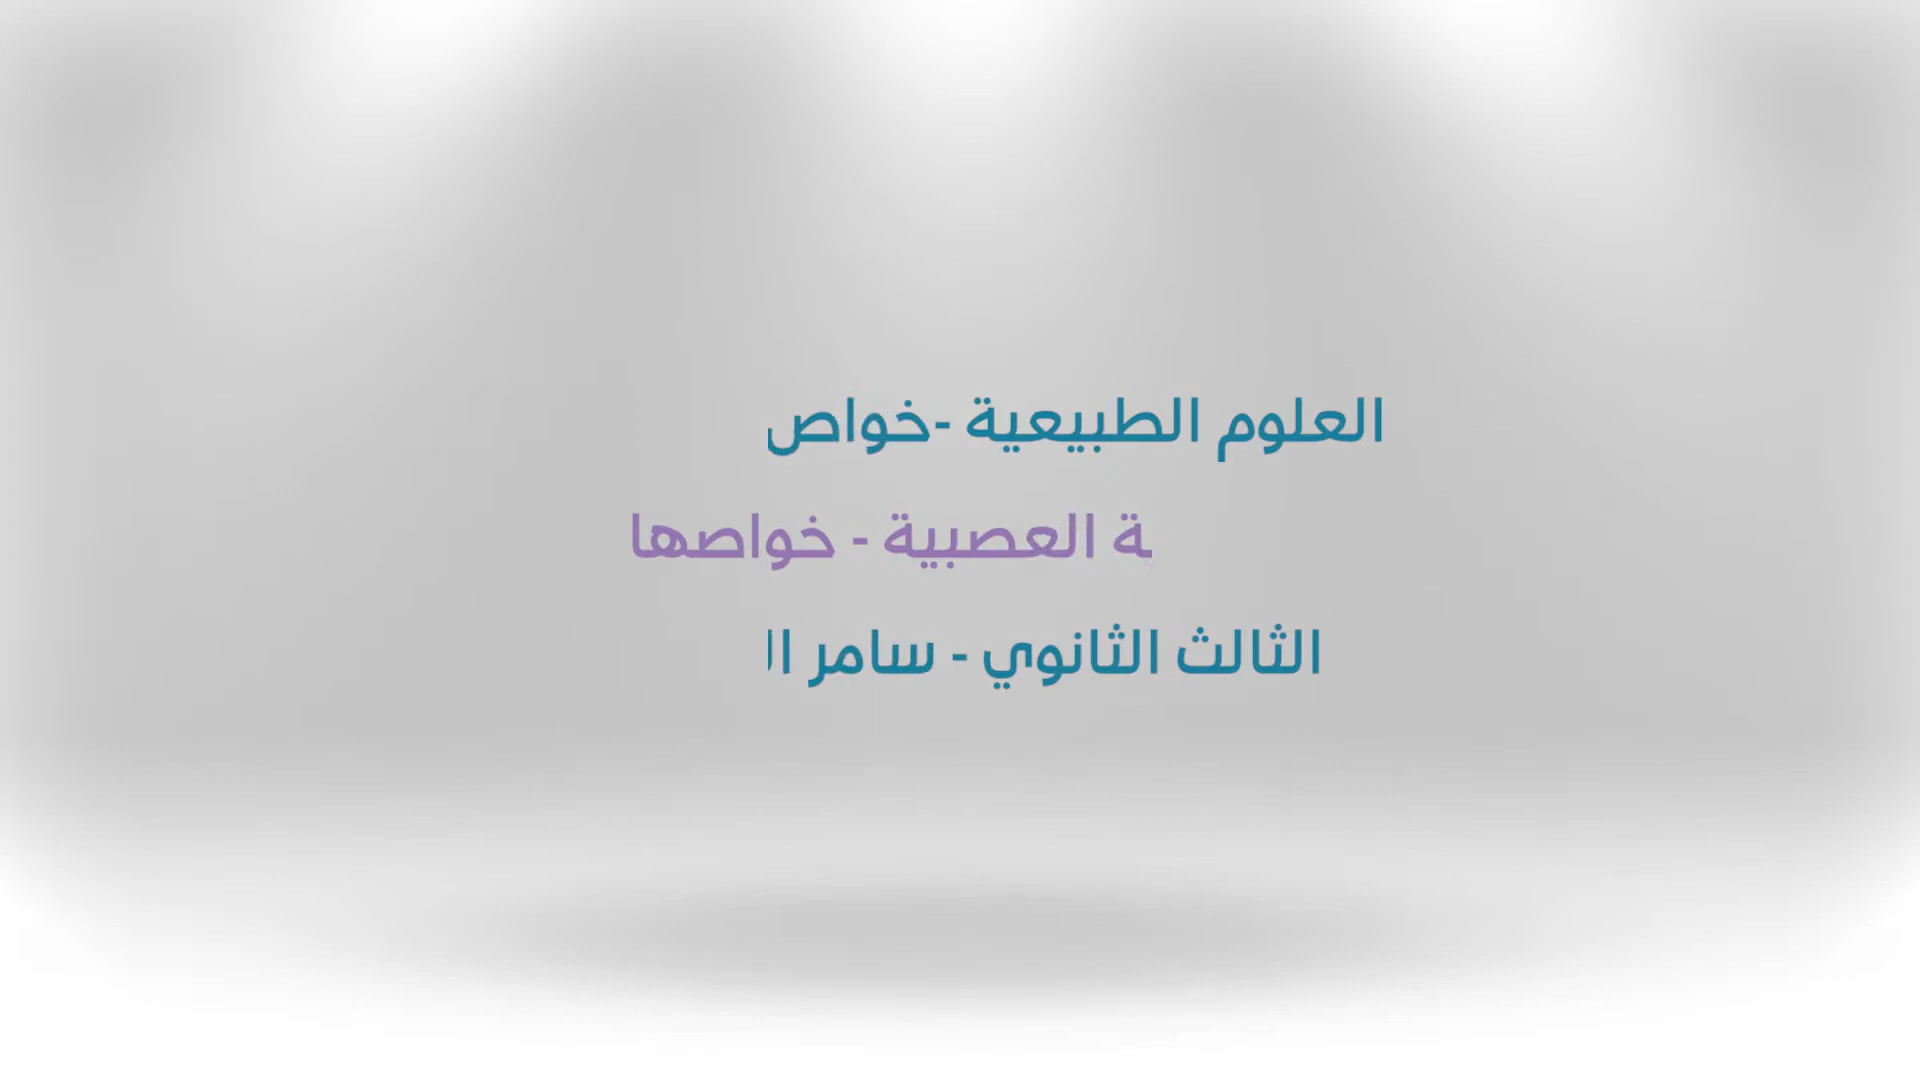 العلوم الطبيعية -خواص
العصبية - خواصها
الثالث الثانوي - سامر